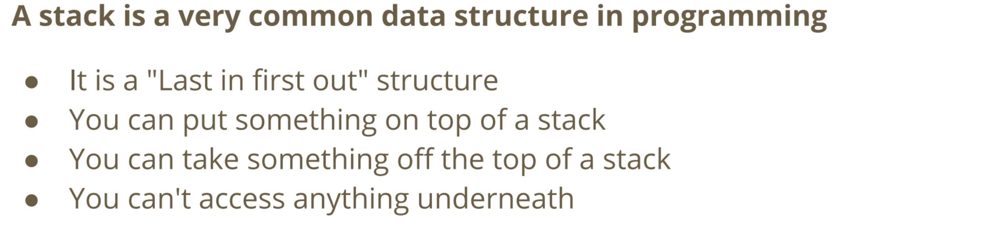 A stack is a very common data structure in programming
● It is a "Last in first out" structure
● You can put something on top of a stack
● You can take something off the top of a stack
● You can't access anything underneath